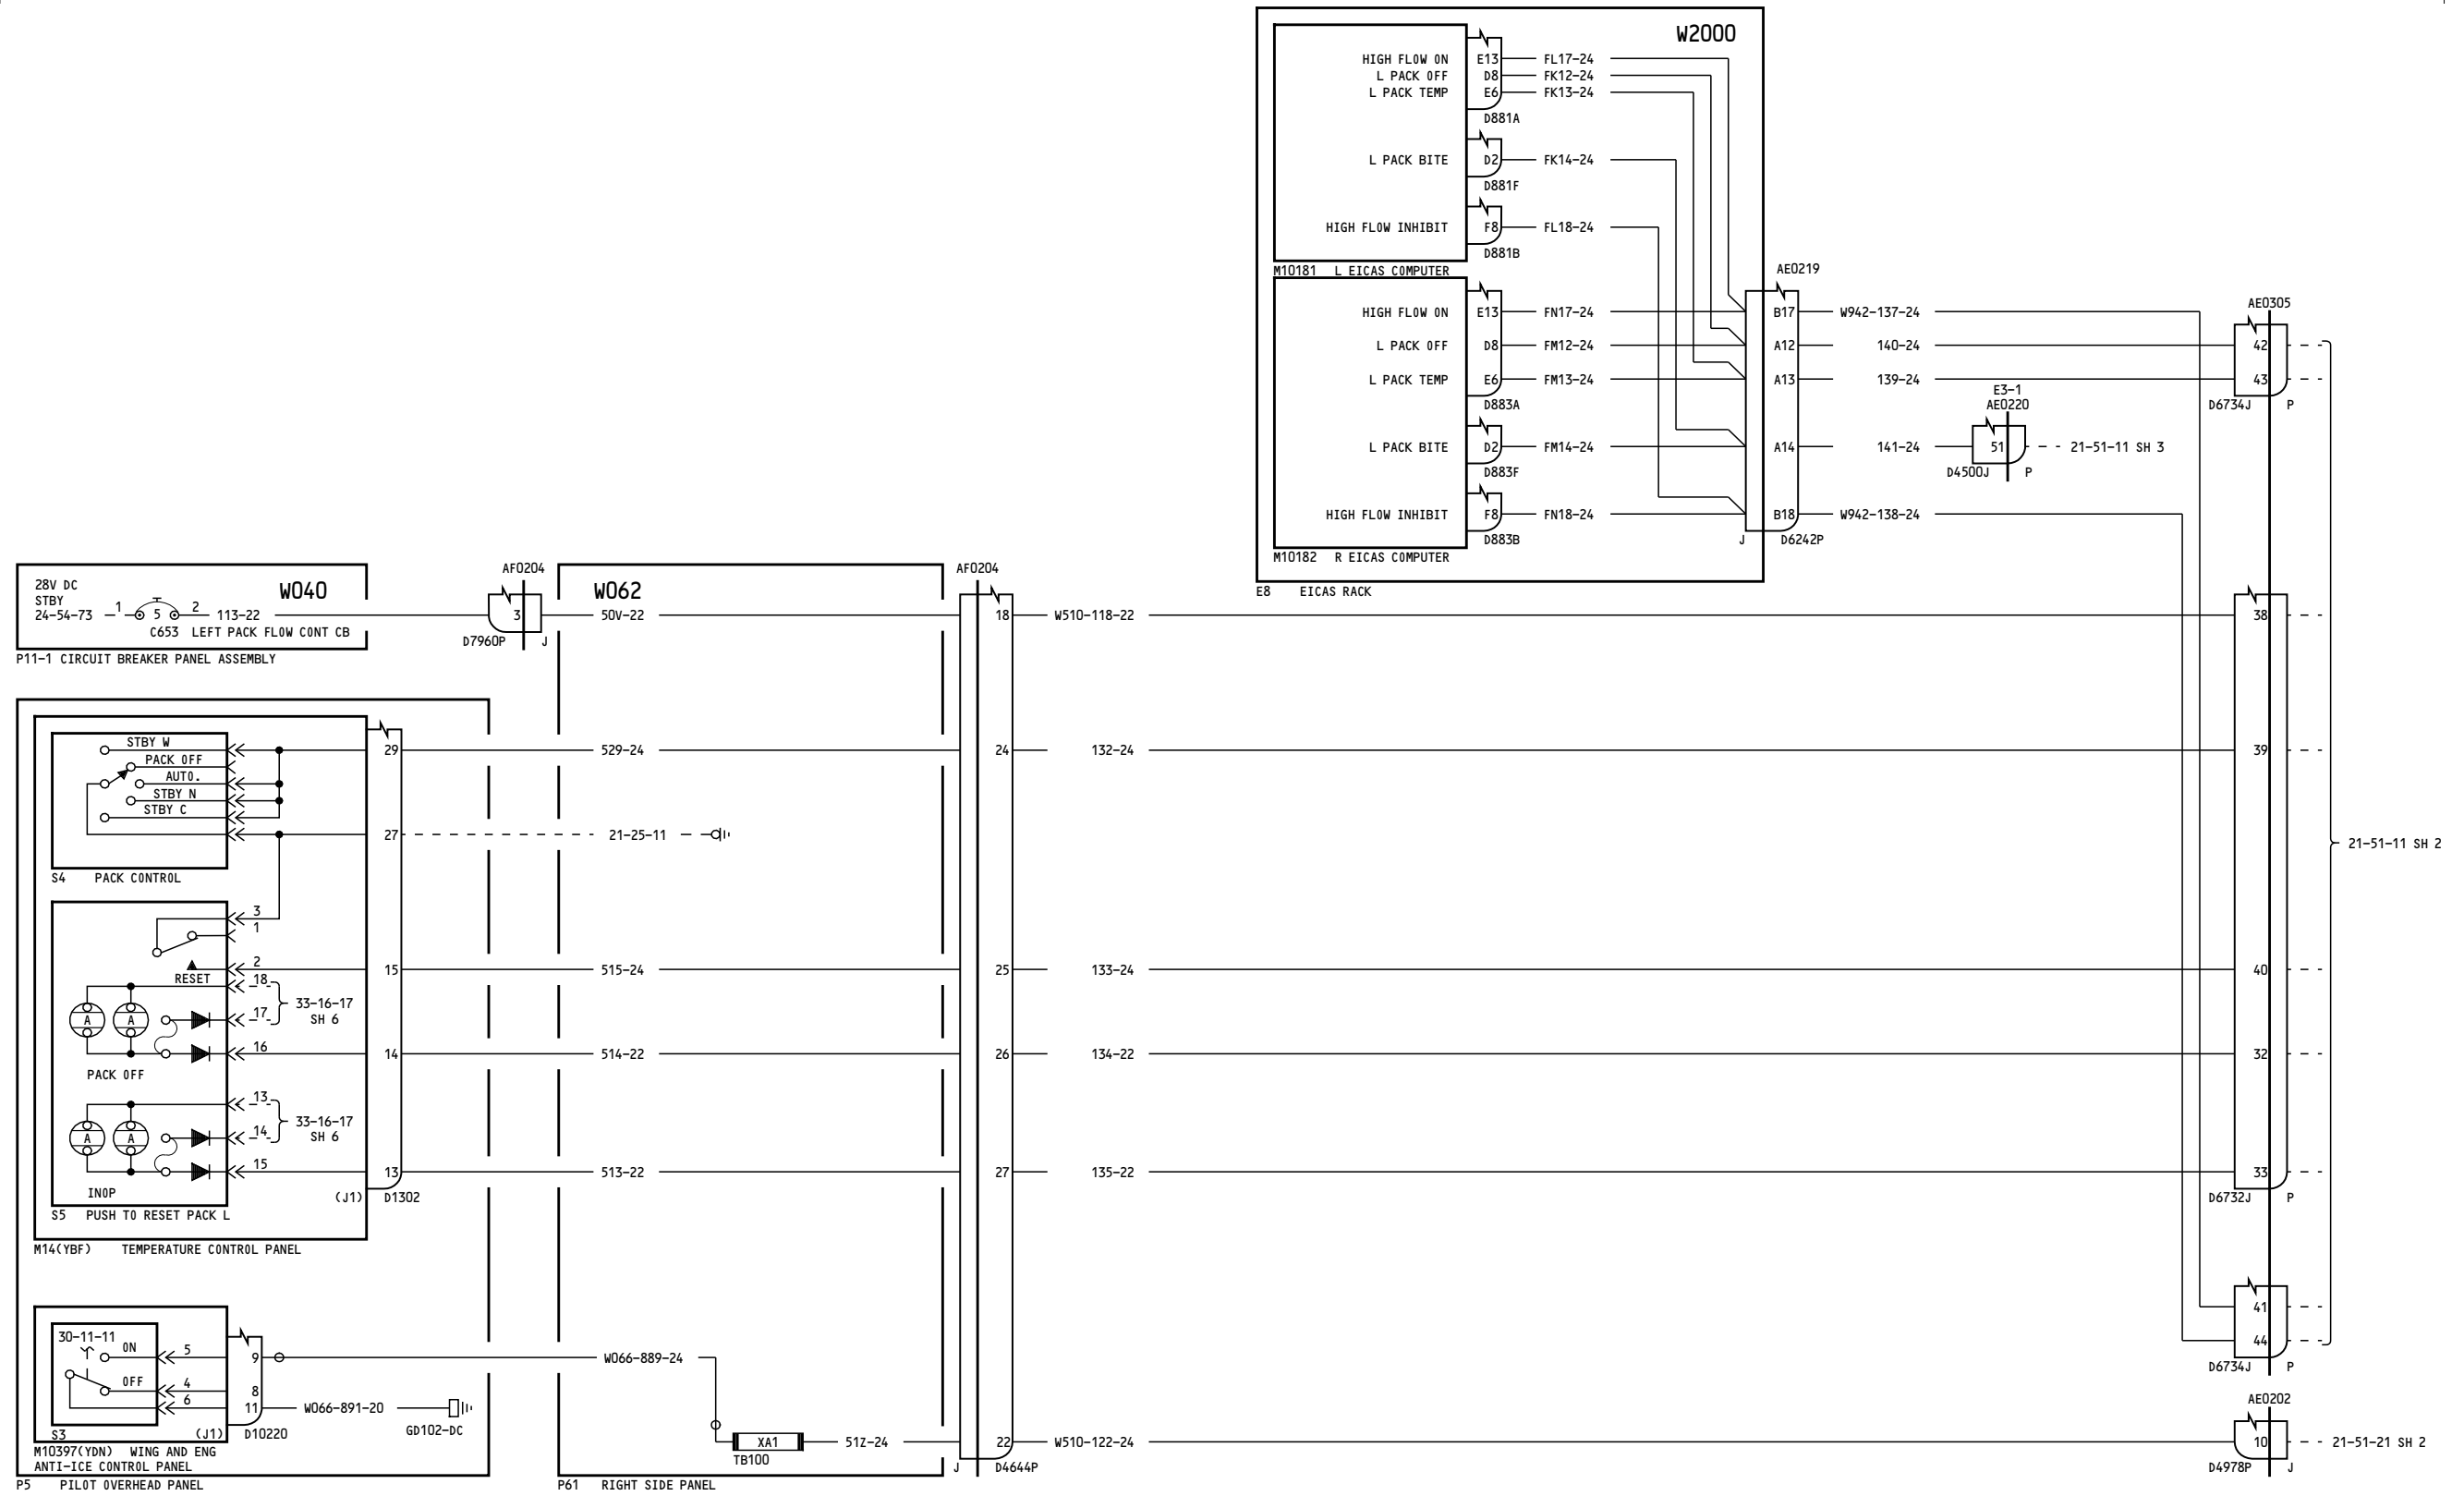 W2000
HIGH FLOW ON E13 FL17-24
L PACK OFF D8 FK12-24
L PACK TEMP E6 FK13-24
D881A
L PACK BITE D2 FK14-24
D881F
HIGH FLOW INHIBIT F8 FL18-24
D881B
M10181 L EICAS COMPUTER
AE0219
AE0305
HIGH FLOW ON E13 FN17-24 B17 W942-137-24
L PACK OFF D8 FM12-24 A12 140-24 42
L PACK TEMP E6 FM13-24 A13 139-24 43
D883A
D6734J P
E3-1
AE0220
L PACK BITE D2 FM14-24 A14 141-24 51 21-51-11 SH 3
D883F
D4500J P
HIGH FLOW INHIBIT F8 FN18-24 B18 W942-138-24
D883B
J D6242P
M10182 R EICAS COMPUTER
E8 EICAS RACK
28V DC
STBY
24-54-73 1 5 2 113-22
W040
C653 LEFT PACK FLOW CONT CB
P11-1 CIRCUIT BREAKER PANEL ASSEMBLY
AF0204
3
D7960P J
W062
AF0204
50V-22 18 W510-118-22 38
STBY W 29 529-24 24 132-24 39
PACK OFF
AUTO.
STBY N
STBY C
27 21-25-11
21-51-11 SH 2
S4 PACK CONTROL
3
1
2 15 515-24 25 133-24 40
RESET
18
33-16-17
SH 6
A A 17
16 14 514-22 26 134-22 32
PACK OFF
13
33-16-17
SH 6
A A 14
15 13 513-22 27 135-22 33
INOP
(J1) D1302
D6732J P
S5 PUSH TO RESET PACK L
M14(YBF) TEMPERATURE CONTROL PANEL
41
44
D6734J P
30-11-11
ON 5 9 W066-889-24
OFF 4 8
6 11 W066-891-20
GD102-DC
S3 (J1) D10220
M10397(YDN) WING AND ENG
ANTI-ICE CONTROL PANEL
P5 PILOT OVERHEAD PANEL
XA1 51Z-24 22 W510-122-24
TB100
J D4644P
P61 RIGHT SIDE PANEL
AE0202
10 21-51-21 SH 2
D4978P J